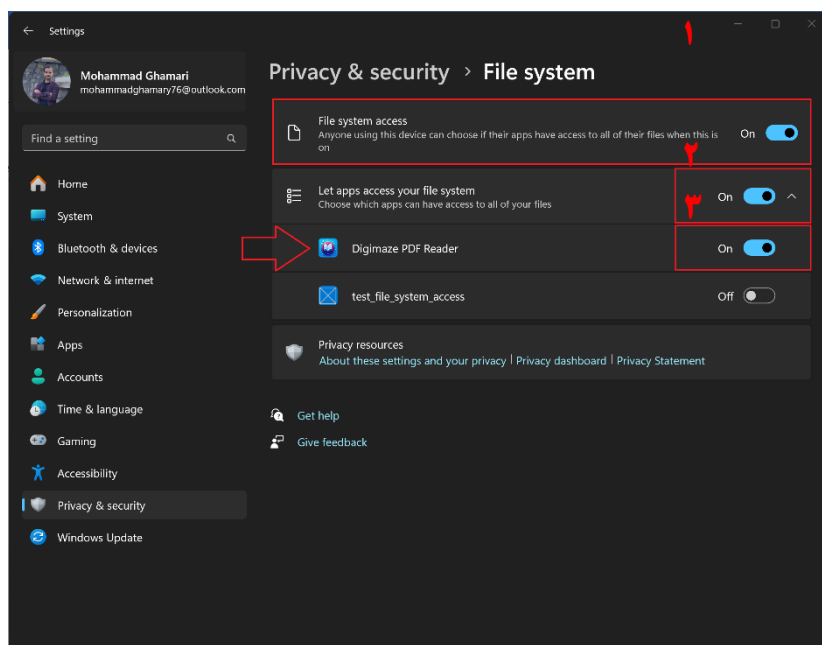 Settings
۱
Mohammad Ghamari
mohammadghamary76@outlook.com
Find a setting
Home
System
Bluetooth & devices
Network & internet
Personalization
Apps
Accounts
Time & language
Gaming
Accessibility
Privacy & security
Windows Update
Privacy & security > File system
File system access
Anyone using this device can choose if their apps have access to all of their files when this is
on
On
۲
Let apps access your file system
Choose which apps can have access to all of your files
۳
On
Digimaze PDF Reader
On
test_file_system_access
Off
Privacy resources
About these settings and your privacy | Privacy dashboard | Privacy Statement
Get help
Give feedback